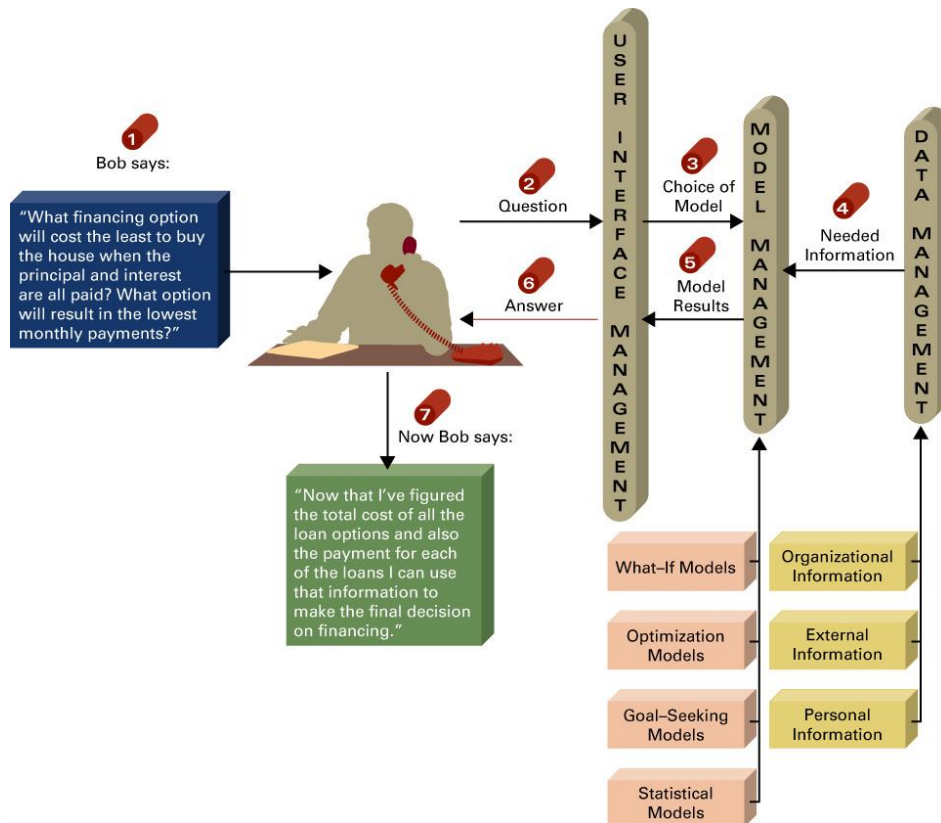 1
Bob says:
“What financing option
will cost the least to buy
the house when the
principal and interest
are all paid? What option
will result in the lowest
monthly payments?”
2
Question
6
Answer
7
Now Bob says:
“Now that I’ve figured
the total cost of all the
loan options and also
the payment for each
of the loans I can use
that information to
make the final decision
on financing.”
USER INTERFACE MANAGEMENT
3
Choice of
Model
5
Model
Results
MODEL MANAGEMENT
4
Needed
Information
DATA MANAGEMENT
What–If Models
Optimization
Models
Goal–Seeking
Models
Statistical
Models
Organizational
Information
External
Information
Personal
Information